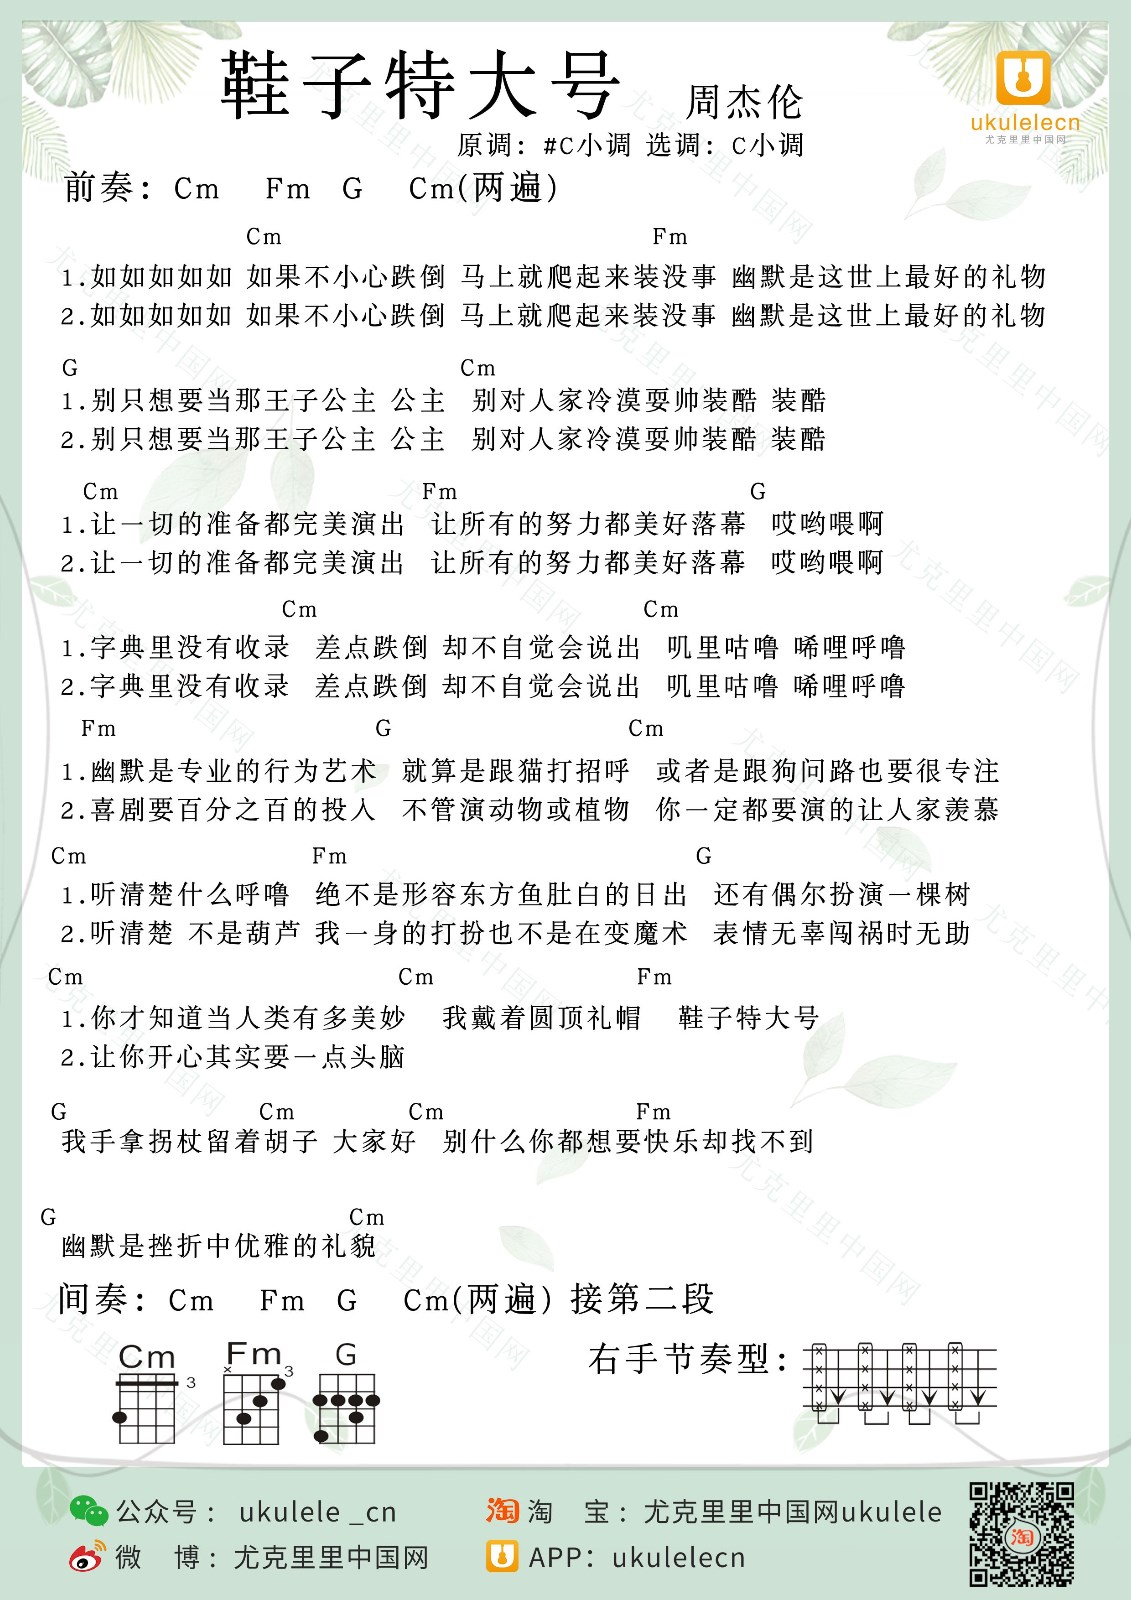 鞋子特大号 周杰伦
ukulelecn
尤克里里中国网
原调：#C小调 选调：C小调
前奏：Cm Fm G Cm(两遍)
Cm Fm
1.如如如如如 如果不小心跌倒 马上就爬起来装没事 幽默是这世上最好的礼物
2.如如如如如 如果不小心跌倒 马上就爬起来装没事 幽默是这世上最好的礼物
G Cm
1.别只想要当那王子公主 公主 别对人家冷漠耍帅装酷 装酷
2.别只想要当那王子公主 公主 别对人家冷漠耍帅装酷 装酷
Cm Fm G
1.让一切的准备都完美演出 让所有的努力都美好落幕 哎哟喂啊
2.让一切的准备都完美演出 让所有的努力都美好落幕 哎哟喂啊
Cm Cm
1.字典里没有收录 差点跌倒 却不自觉会说出 叽里咕噜 唏哩呼噜
2.字典里没有收录 差点跌倒 却不自觉会说出 叽里咕噜 唏哩呼噜
Fm G Cm
1.幽默是专业的行为艺术 就算是跟猫打招呼 或者是跟狗问路也要很专注
2.喜剧要百分之百的投入 不管演动物或植物 你一定都要演的让人家羡慕
Cm Fm G
1.听清楚什么呼噜 绝不是形容东方鱼肚白的日出 还有偶尔扮演一棵树
2.听清楚 不是葫芦 我一身的打扮也不是在变魔术 表情无辜闯祸时无助
Cm Cm Fm
1.你才知道当人类有多美妙 我戴着圆顶礼帽 鞋子特大号
2.让你开心其实要一点头脑
G Cm Cm Fm
我手拿拐杖留着胡子 大家好 别什么你都想要快乐却找不到
G Cm
幽默是挫折中优雅的礼貌
间奏：Cm Fm G Cm(两遍) 接第二段
Cm 3 Fm × 3 G
右手节奏型：
公众号： ukulele _cn
淘 淘 宝：尤克里里中国网ukulele
微 博：尤克里里中国网
APP：ukulelecn
淘